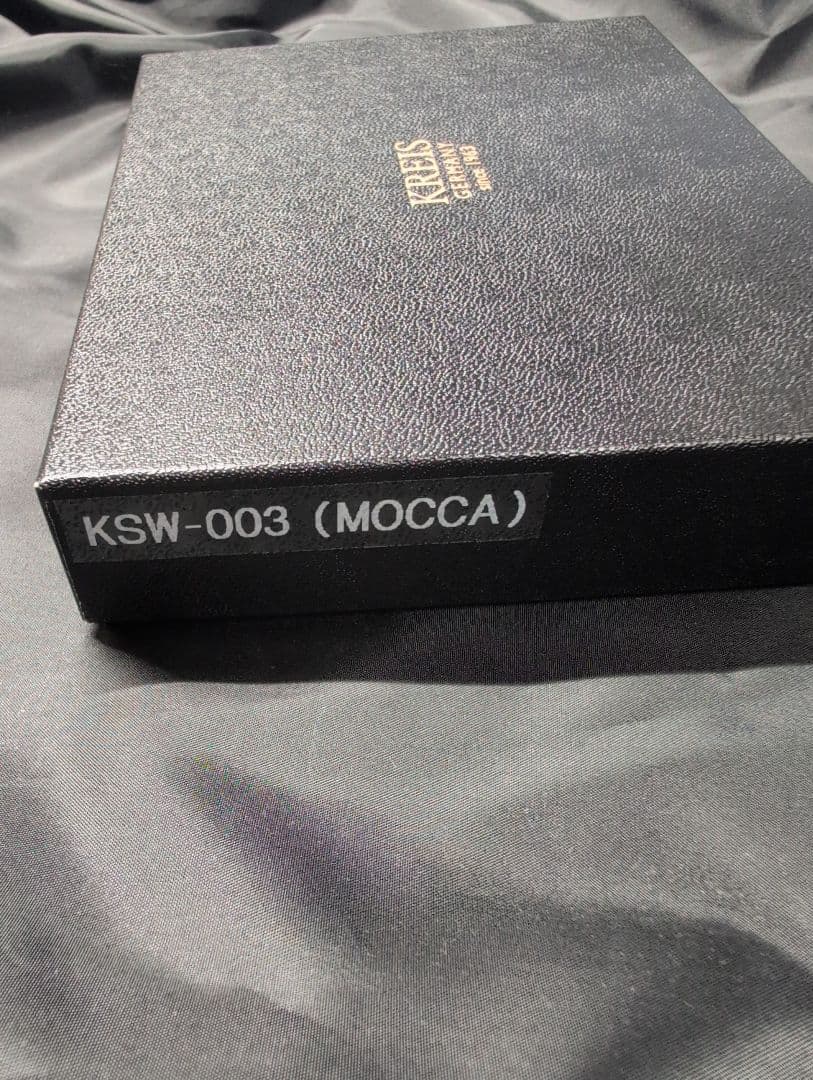 KREIS
GERMANY
since 1963
KSW-003 (MOCCA)